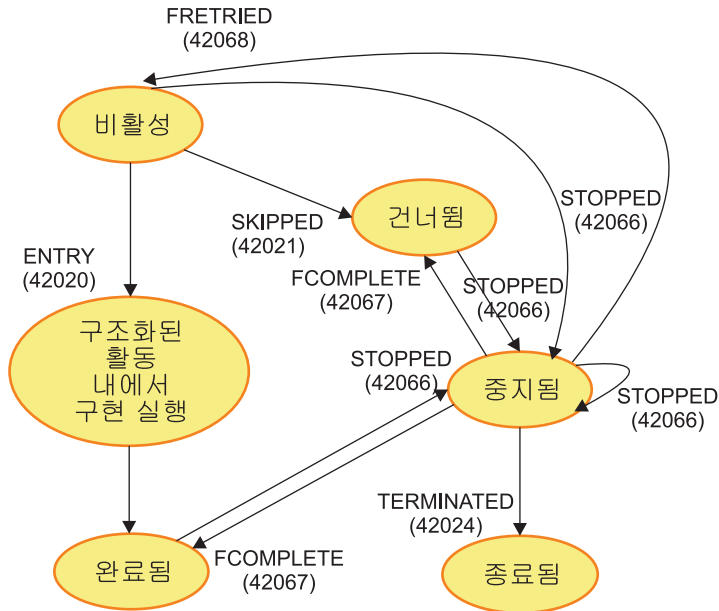 FRETRIED
(42068)
비활성
STOPPED
(42066)
건너뜀
SKIPPED
(42021)
ENTRY
(42020)
FCOMPLETE
(42067)
STOPPED
(42066)
구조화된
활동
내에서
구현 실행
STOPPED
(42066)
중지됨
STOPPED
(42066)
TERMINATED
(42024)
FCOMPLETE
(42067)
완료됨
종료됨